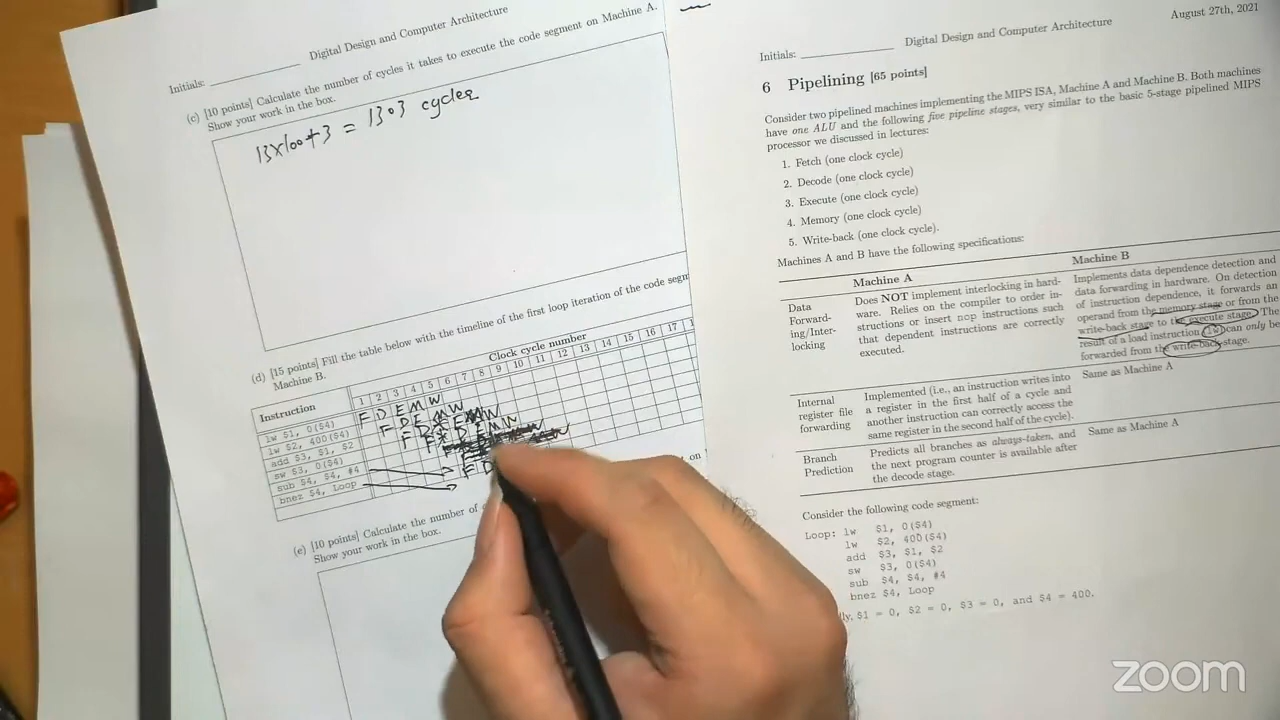 Digital Design and Computer Architecture
Initials:
(c) [10 points] Calculate the number of cycles it takes to execute the code segment on Machine A.
Show your work in the box.
13x100+3 = 1303 cycles
(d) [15 points] Fill the table below with the timeline of the first loop iteration of the code segm
Machine B.
Clock cycle number
Instruction
2 3 4 5 6 7 8 9 10 11 12 13 14 15 16 17 1
lw $1, 0($4) F D E M W
lw $2, 400($4) F D E M W
add $3, $1, $2 F D
sw $3, 0($4) F
sub $4, $4, #4
bnez $4, Loop F D
on
(e) [10 points] Calculate the number of
Show your work in the box.
August 27th, 2021
Digital Design and Computer Architecture
Initials:
6 Pipelining [65 points]
Consider two pipelined machines implementing the MIPS ISA, Machine A and Machine B. Both machines
have one ALU and the following five pipeline stages, very similar to the basic 5-stage pipelined MIPS
processor we discussed in lectures:
1. Fetch (one clock cycle)
2. Decode (one clock cycle)
3. Execute (one clock cycle)
4. Memory (one clock cycle)
5. Write-back (one clock cycle).
Machines A and B have the following specifications:
Machine A
Machine B
Data
Forward-
ing/Inter-
locking
Does NOT implement interlocking in hard-
ware. Relies on the compiler to order in-
structions or insert nop instructions such
that dependent instructions are correctly
executed.
Implements data dependence detection and
data forwarding in hardware. On detection
of instruction dependence, it forwards an
operand from the memory stage or from the
write-back stage to the execute stage. The
result of a load instruction (lw) can only be
forwarded from the write-back stage.
Internal
register file
forwarding
Implemented (i.e., an instruction writes into
a register in the first half of a cycle and
another instruction can correctly access the
same register in the second half of the cycle).
Same as Machine A
Branch
Prediction
Predicts all branches as always-taken, and
the next program counter is available after
the decode stage.
Same as Machine A
Consider the following code segment:
Loop: lw $1, 0($4)
lw $2, 400($4)
add $3, $1, $2
sw $3, 0($4)
sub $4, $4, #4
bnez $4, Loop
lly, $1 = 0, $2 = 0, $3 = 0, and $4 = 400.
zoom